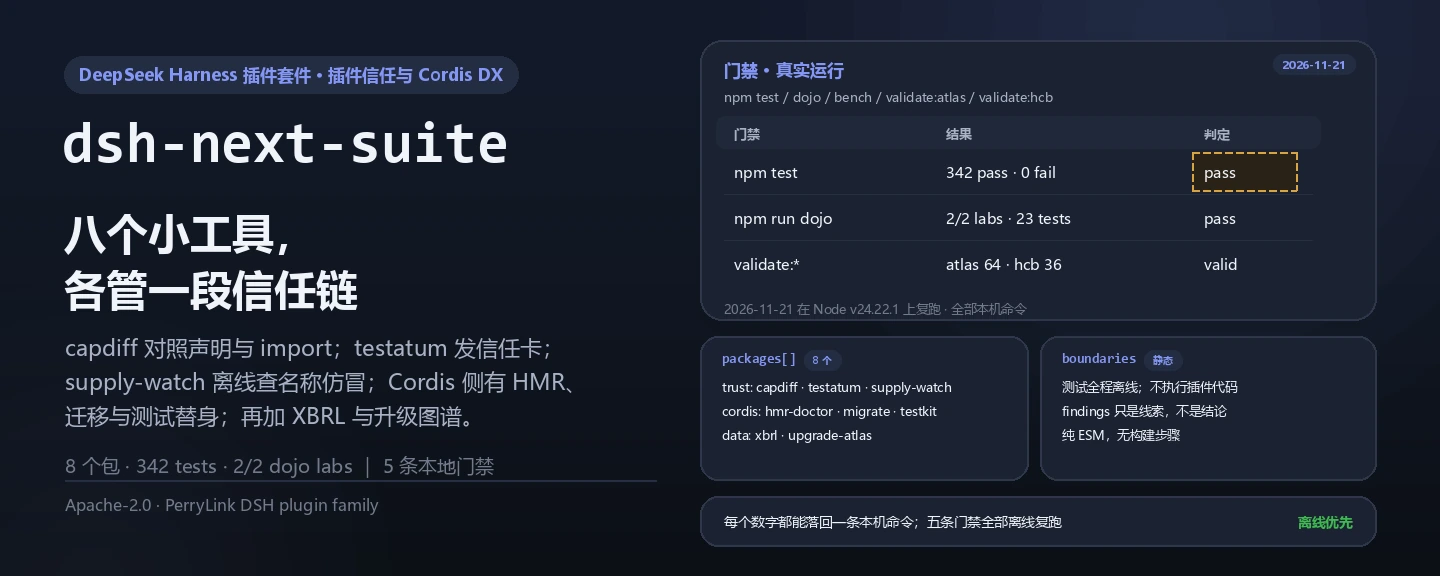 DeepSeek Harness 插件套件 · 插件信任与 Cordis DX
dsh-next-suite
八个小工具,
各管一段信任链
capdiff 对照声明与 import；testatum 发信任卡；
supply-watch 离线查名称仿冒；Cordis 侧有 HMR、
迁移与测试替身；再加 XBRL 与升级图谱。
8 个包 · 342 tests · 2/2 dojo labs ｜ 5 条本地门禁
Apache-2.0 · PerryLink DSH plugin family
门禁 · 真实运行
2026-11-21
npm test / dojo / bench / validate:atlas / validate:hcb
门禁 结果 判定
npm test 342 pass · 0 fail pass
npm run dojo 2/2 labs · 23 tests pass
validate:* atlas 64 · hcb 36 valid
2026-11-21 在 Node v24.22.1 上复跑 · 全部本机命令
packages[] 8 个
trust: capdiff · testatum · supply-watch
cordis: hmr-doctor · migrate · testkit
data: xbrl · upgrade-atlas
boundaries 静态
测试全程离线；不执行插件代码
findings 只是线索，不是结论
纯 ESM，无构建步骤
每个数字都能落回一条本机命令；五条门禁全部离线复跑
离线优先